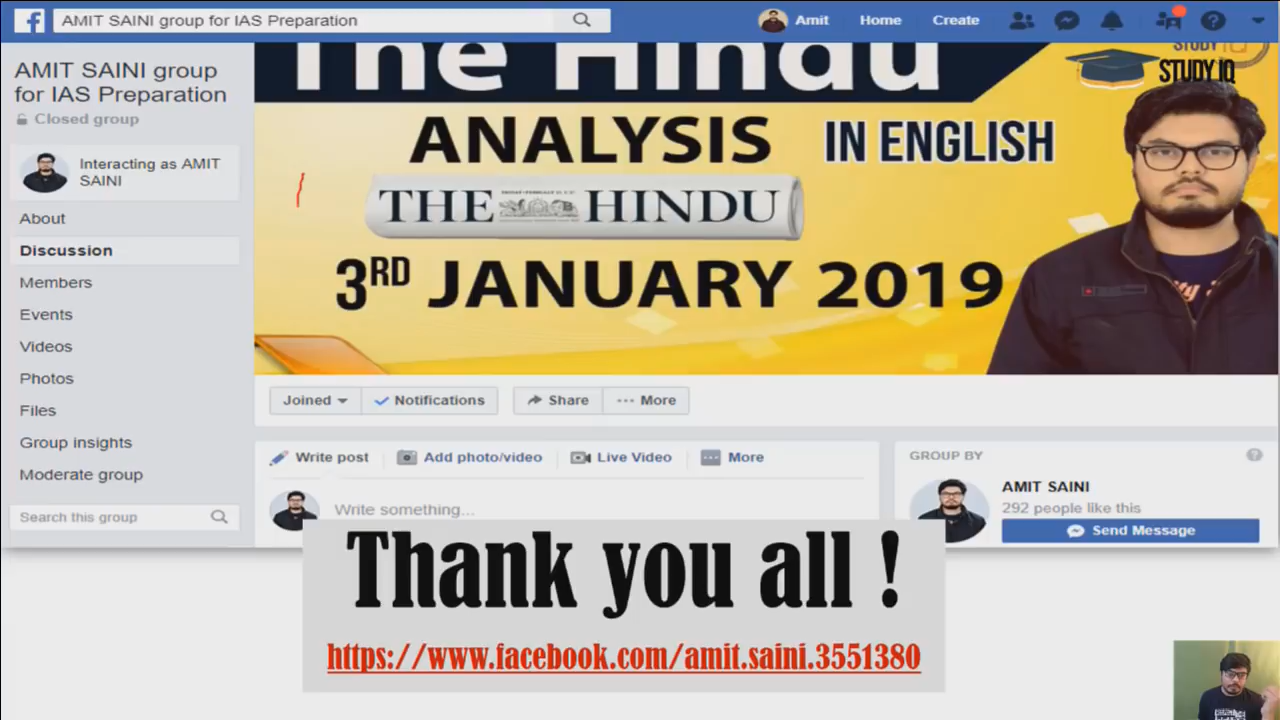 AMIT SAINI group for IAS Preparation
Amit
Home
Create
AMIT SAINI group
for IAS Preparation
Closed group
Interacting as AMIT
SAINI
About
Discussion
Members
Events
Videos
Photos
Files
Group insights
Moderate group
Search this group
The Hindu
STUDY IQ
STUDY IQ
ANALYSIS IN ENGLISH
THE HINDU
3RD JANUARY 2019
Joined
Notifications
Share
More
Write post
Add photo/video
Live Video
More
Write something...
GROUP BY
AMIT SAINI
292 people like this
Send Message
Thank you all !
https://www.facebook.com/amit.saini.3551380